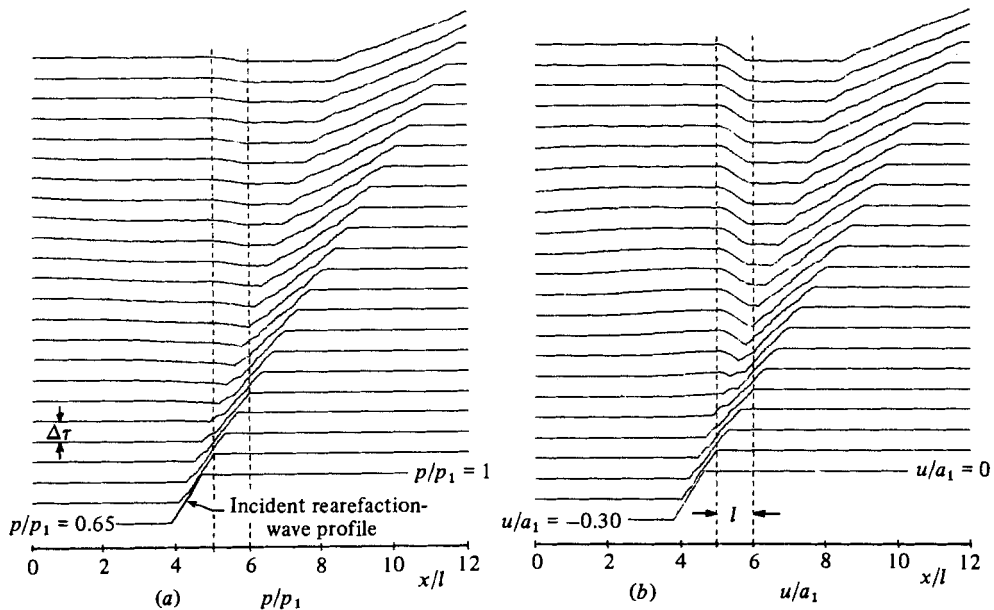 Δτ
p/p₁ = 1
Incident rearefaction-
wave profile
p/p₁ = 0.65
0 2 4 6 8 10 12
x/l
(a) p/p₁
u/a₁ = 0
u/a₁ = −0.30
l
0 2 4 6 8 10 12
x/l
(b) u/a₁